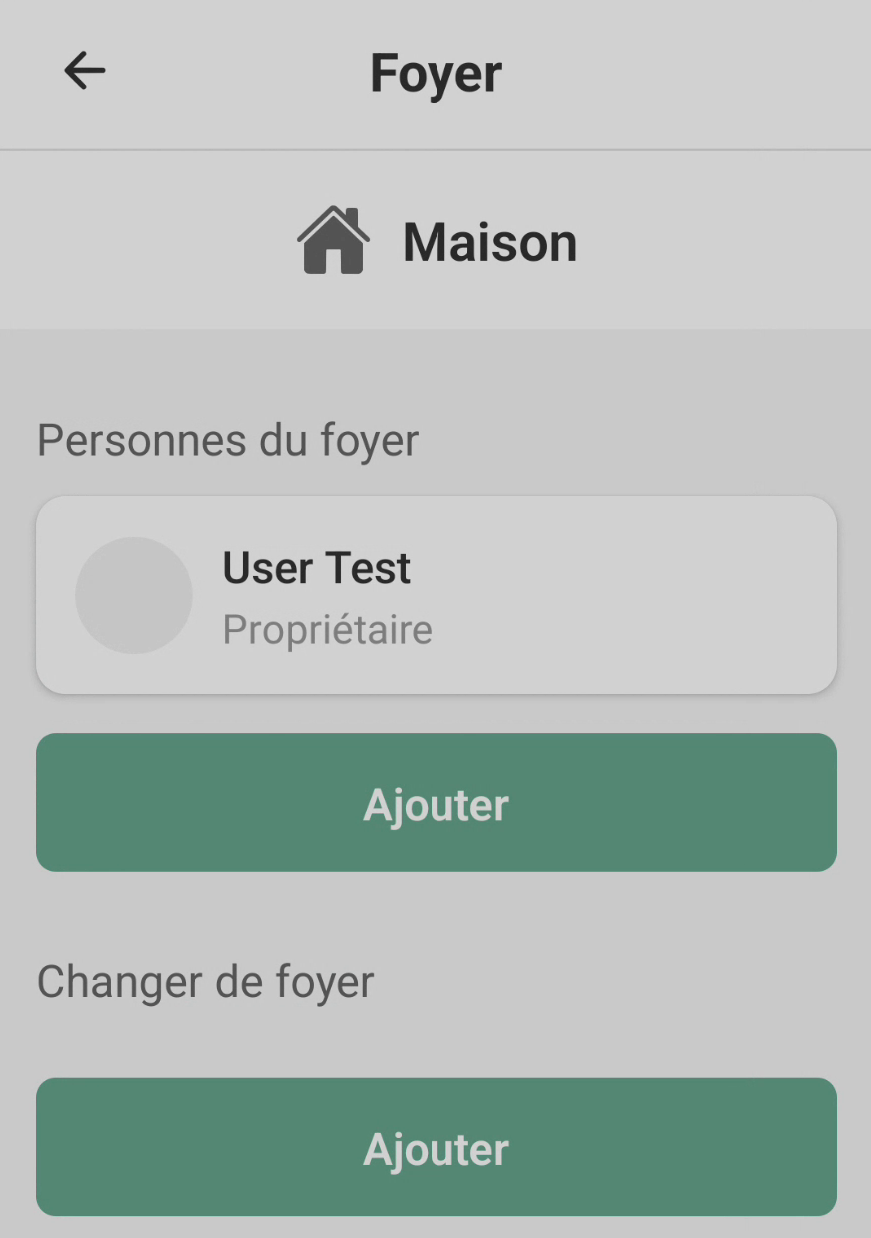 Foyer
Maison
Personnes du foyer
User Test
Propriétaire
Ajouter
Changer de foyer
Ajouter